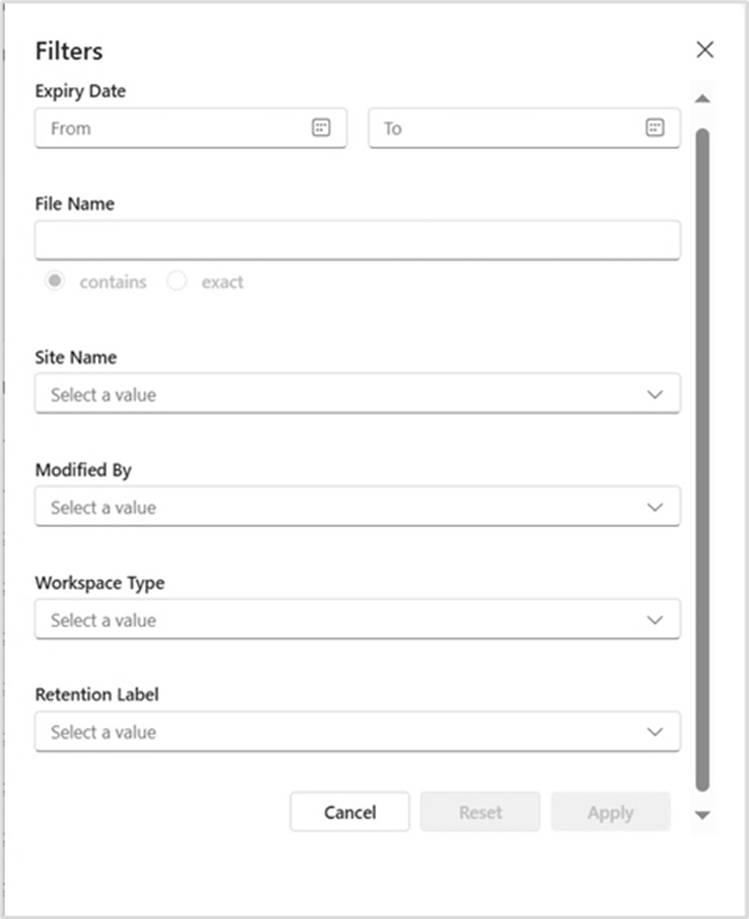 Filters
Expiry Date
From To
File Name
contains exact
Site Name
Select a value
Modified By
Select a value
Workspace Type
Select a value
Retention Label
Select a value
Cancel Reset Apply